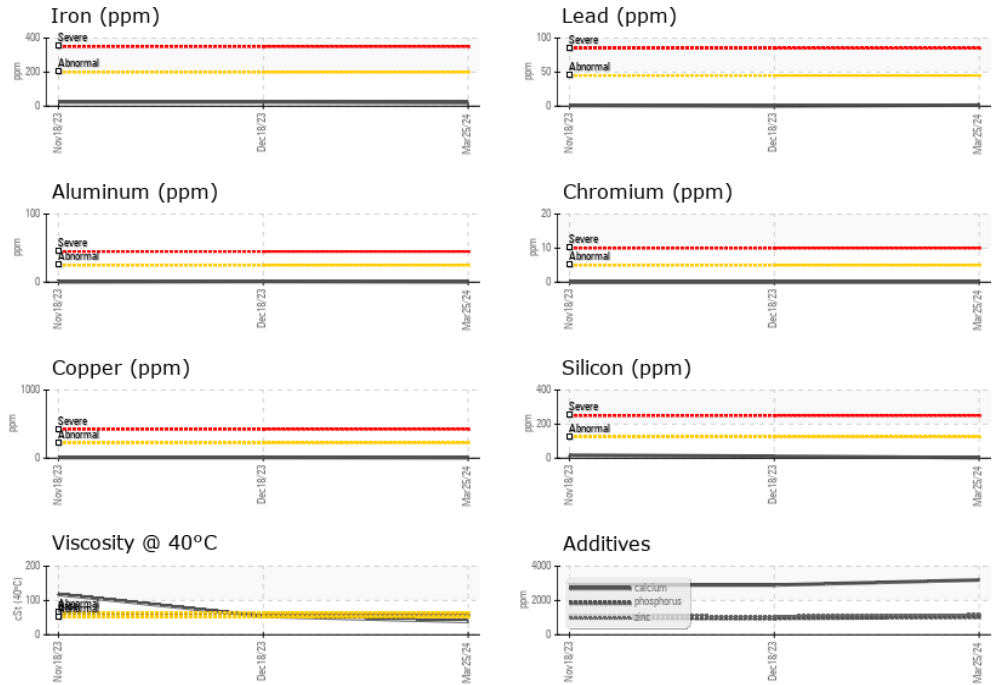 Iron (ppm)
400
200
0
ppm
Severe
Abnormal
Nov18/23
Dec18/23
Mar25/24
Lead (ppm)
100
50
0
ppm
Severe
Abnormal
Nov18/23
Dec18/23
Mar25/24
Aluminum (ppm)
100
0
ppm
Severe
Abnormal
Nov18/23
Dec18/23
Mar25/24
Chromium (ppm)
20
10
0
ppm
Severe
Abnormal
Nov18/23
Dec18/23
Mar25/24
Copper (ppm)
1000
0
ppm
Severe
Abnormal
Nov18/23
Dec18/23
Mar25/24
Silicon (ppm)
400
200
0
ppm
Severe
Abnormal
Nov18/23
Dec18/23
Mar25/24
Viscosity @ 40°C
200
100
0
cSt (40°C)
Abnormal
Abnormal
Nov18/23
Dec18/23
Mar25/24
Additives
4000
2000
0
ppm
calcium
phosphorus
zinc
Nov18/23
Dec18/23
Mar25/24